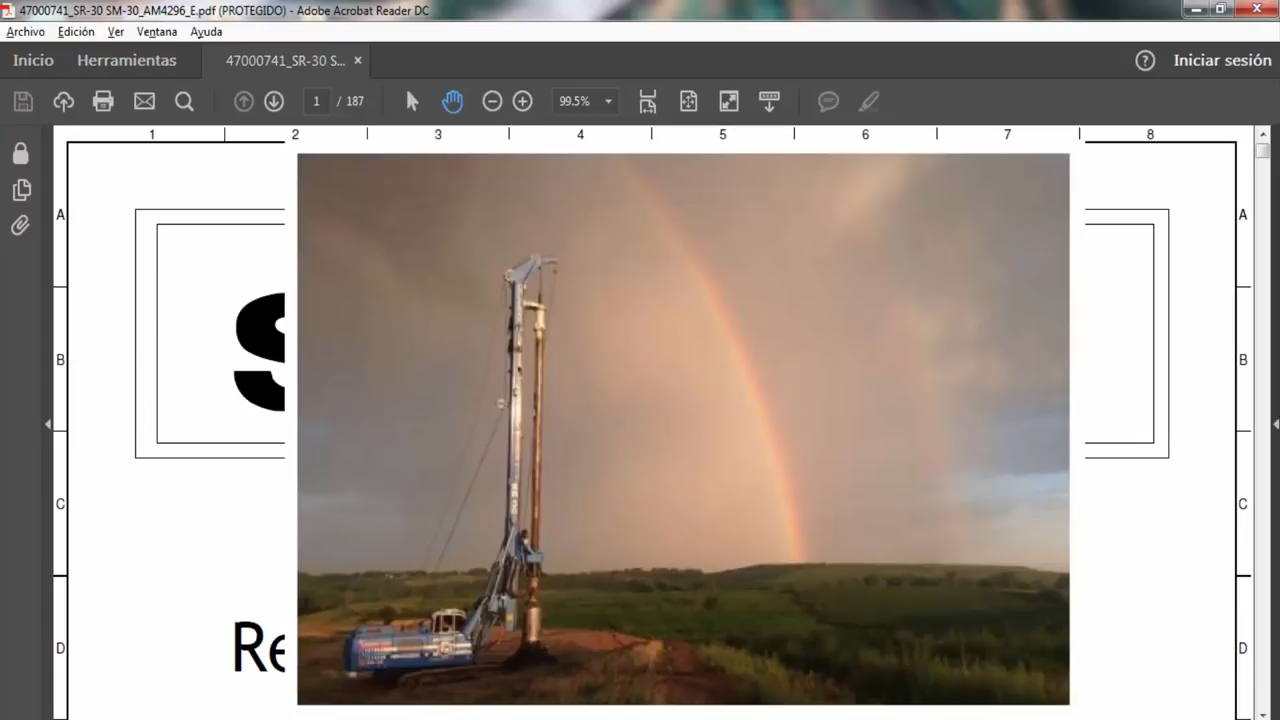 47000741_SR-30 SM-30_AM4296_E.pdf (PROTEGIDO) - Adobe Acrobat Reader DC
Archivo Edición Ver Ventana Ayuda
Inicio Herramientas 47000741_SR-30 S... × ? Iniciar sesión
1 / 187 99.5%
1 2 3 4 5 6 7 8
A A
S
B B
C C
D Re D